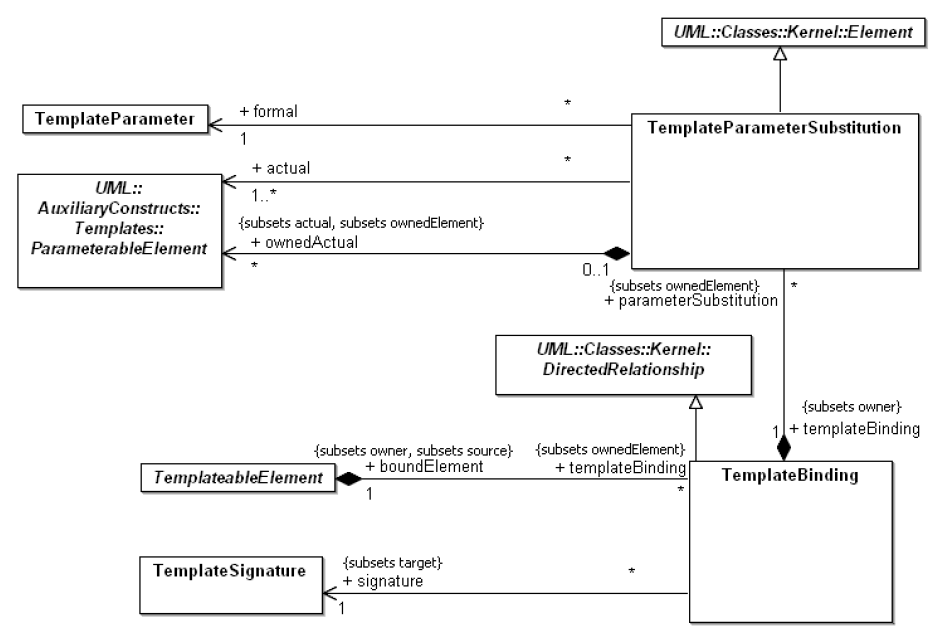 UML::Classes::Kernel::Element
+ formal
*
TemplateParameter
1
TemplateParameterSubstitution
+ actual
*
1..*
UML::
AuxiliaryConstructs::
Templates::
ParameterableElement
{subsets actual, subsets ownedElement}
+ ownedActual
*
0..1
{subsets ownedElement}
+ parameterSubstitution
*
UML::Classes::Kernel::
DirectedRelationship
{subsets owner}
1
+ templateBinding
{subsets owner, subsets source}
+ boundElement
{subsets ownedElement}
+ templateBinding
TemplateableElement
1
*
TemplateBinding
TemplateSignature
{subsets target}
+ signature
*
1